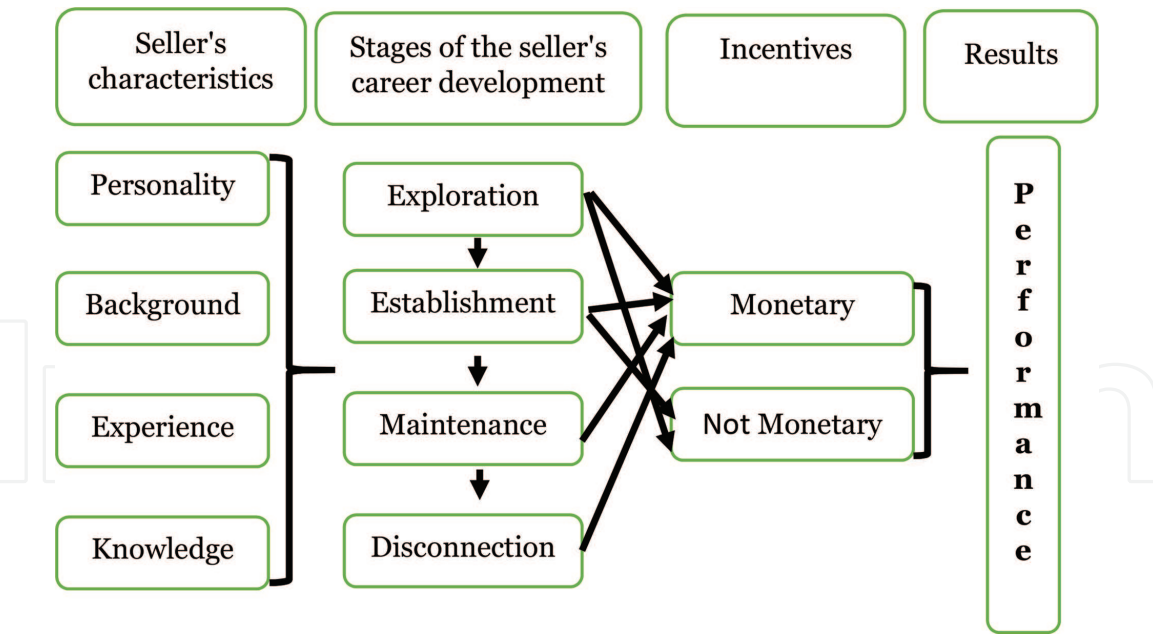 Seller's
characteristics
Stages of the seller's
career development
Incentives
Results
Personality
Background
Experience
Knowledge
Exploration
Establishment
Maintenance
Disconnection
Monetary
Not Monetary
Performance